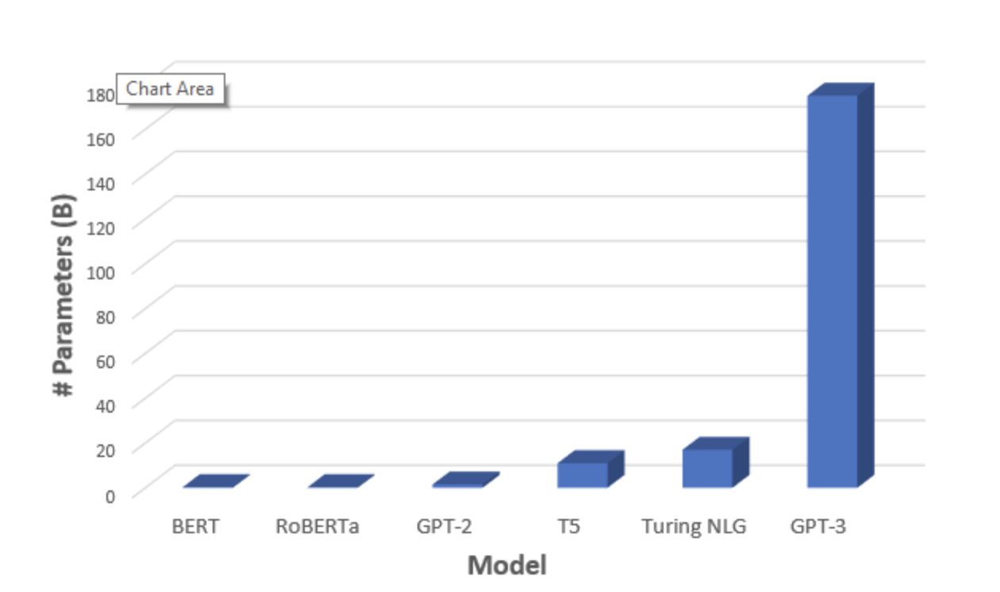 180
Chart Area
160
140
120
100
80
60
40
20
0
# Parameters (B)
BERT RoBERTa GPT-2 T5 Turing NLG GPT-3
Model